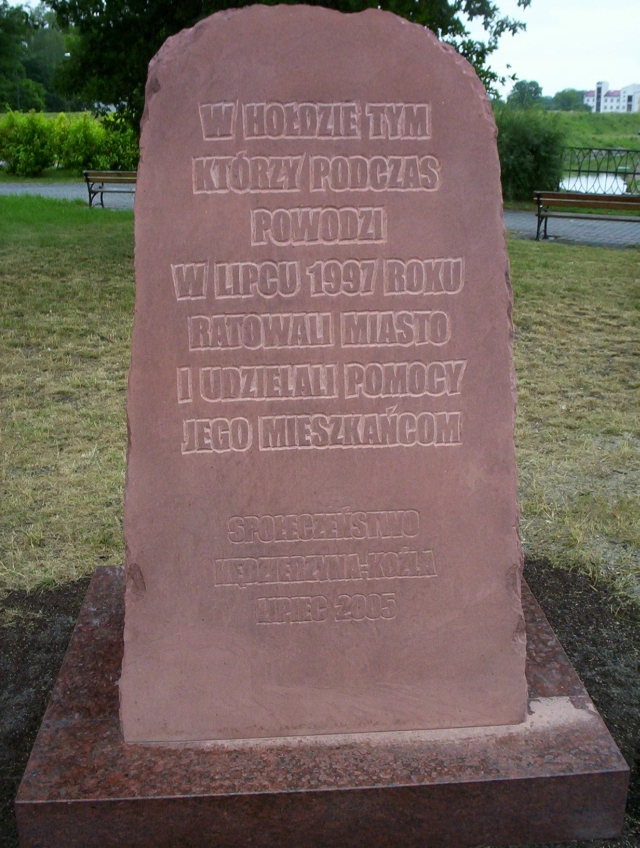 W HOŁDZIE TYM
KTÓRZY PODCZAS
POWODZI
W LIPCU 1997 ROKU
RATOWALI MIASTO
I UDZIELALI POMOCY
JEGO MIESZKAŃCOM
SPOŁECZEŃSTWO
KĘDZIERZYNA-KOŹLA
LIPIEC 2005